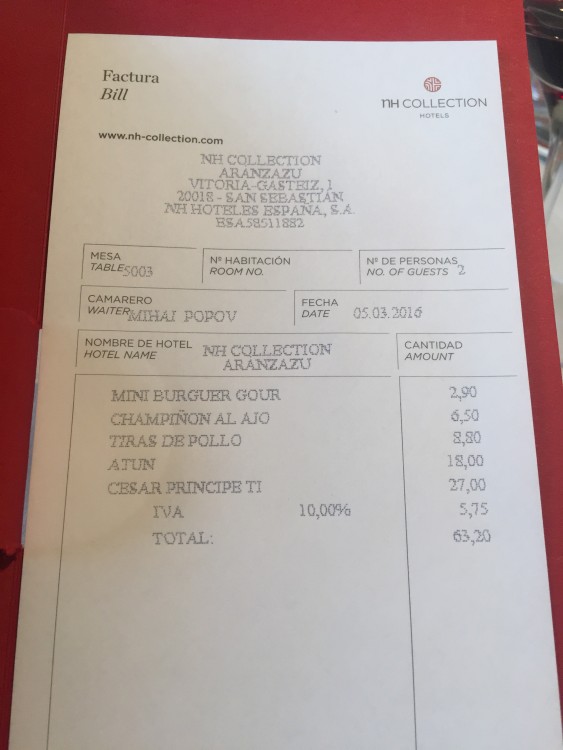 Factura
Bill
nH COLLECTION
HOTELS
www.nh-collection.com
NH COLLECTION
ARANZAZU
VITORIA-GASTEIZ, 1
20018 - SAN SEBASTIÁN
NH HOTELES ESPAÑA, S.A.
ESA58511882
MESA
TABLE 5003
Nº HABITACIÓN
ROOM NO.
Nº DE PERSONAS
NO. OF GUESTS 2
CAMARERO
WAITER MIHAI POPOV
FECHA
DATE 05.03.2016
NOMBRE DE HOTEL NH COLLECTION
HOTEL NAME ARANZAZU
CANTIDAD
AMOUNT
MINI BURGUER GOUR 2,90
CHAMPIÑON AL AJO 6,50
TIRAS DE POLLO 8,80
ATUN 18,00
CESAR PRINCIPE TI 27,00
IVA 10,00% 5,75
TOTAL: 63,20